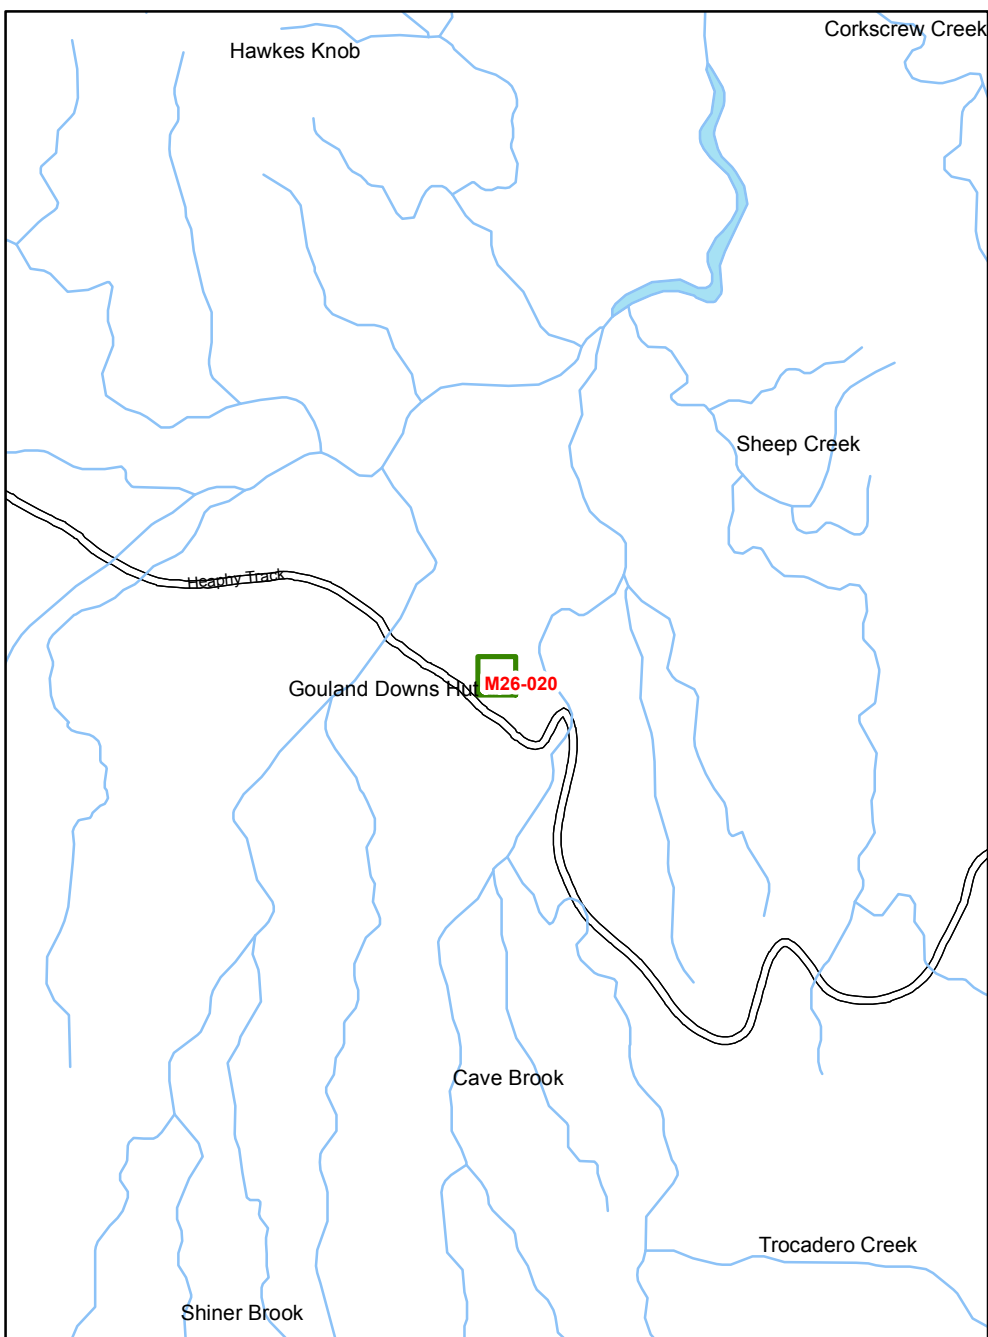 Corkscrew Creek
Hawkes Knob
Sheep Creek
Heaphy Track
Gouland Downs Hut
M26-020
Cave Brook
Trocadero Creek
Shiner Brook